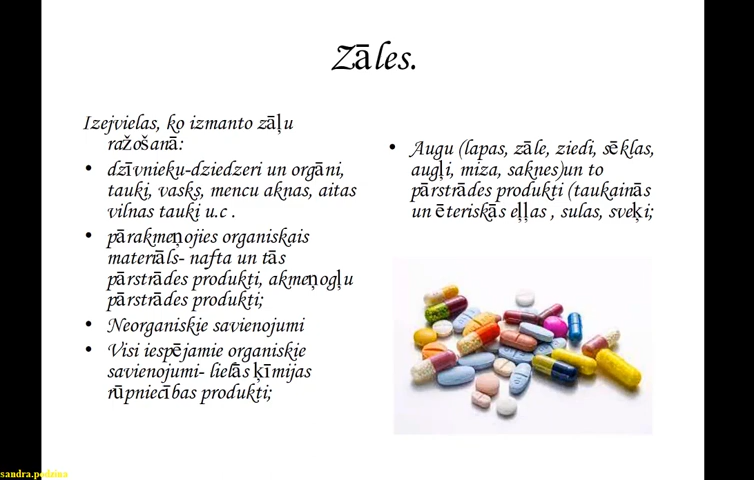 Zāles.
Izejvielas, ko izmanto zāļu
ražošanā:
• dzīvnieku-dziedzeri un orgāni,
tauki, vasks, mencu aknas, aitas
vilnas tauki u.c .
• pārakmeņojies organiskais
materiāls- nafta un tās
pārstrādes produkti, akmeņogļu
pārstrādes produkti;
• Neorganiskie savienojumi
• Visi iespējamie organiskie
savienojumi- lielās ķīmijas
rūpniecības produkti;
• Augu (lapas, zāle, ziedi, sēklas,
augļi, miza, saknes)un to
pārstrādes produkti (taukainās
un ēteriskās eļļas , sulas, sveķi;
sandra.podzina